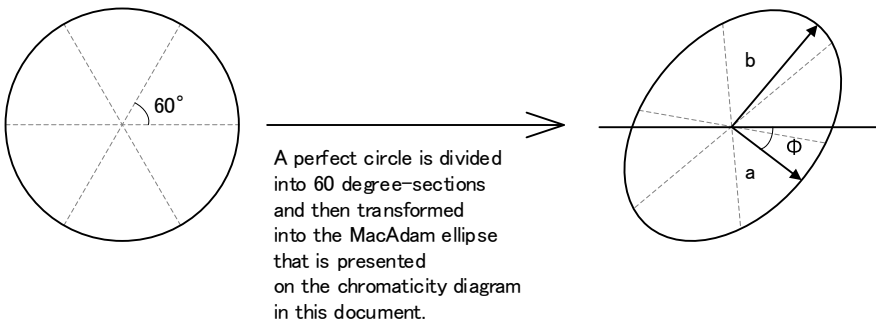 60°
A perfect circle is divided
into 60 degree-sections
and then transformed
into the MacAdam ellipse
that is presented
on the chromaticity diagram
in this document.
b
Φ
a